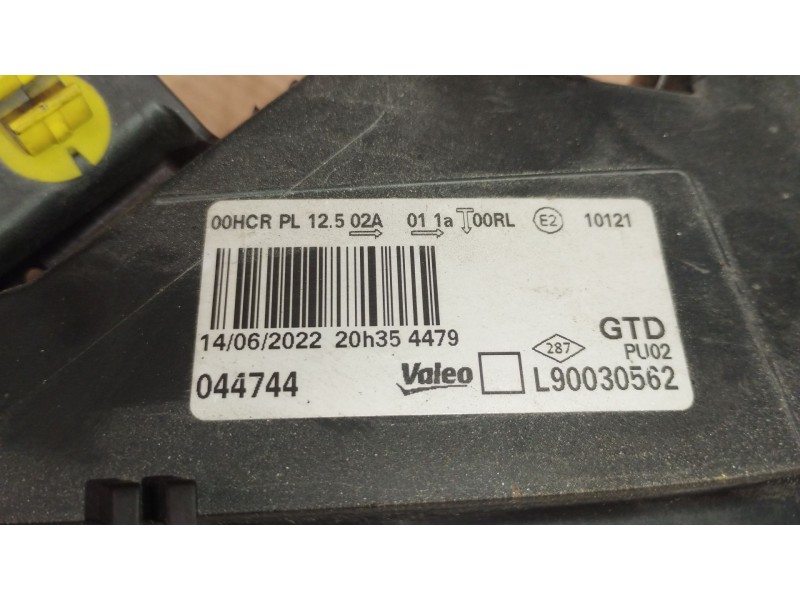 00HCR PL 12.5 02A 01 1a 00RL E2 10121
14/06/2022 20h35 4479
GTD
287 PU02
044744 Valeo L90030562